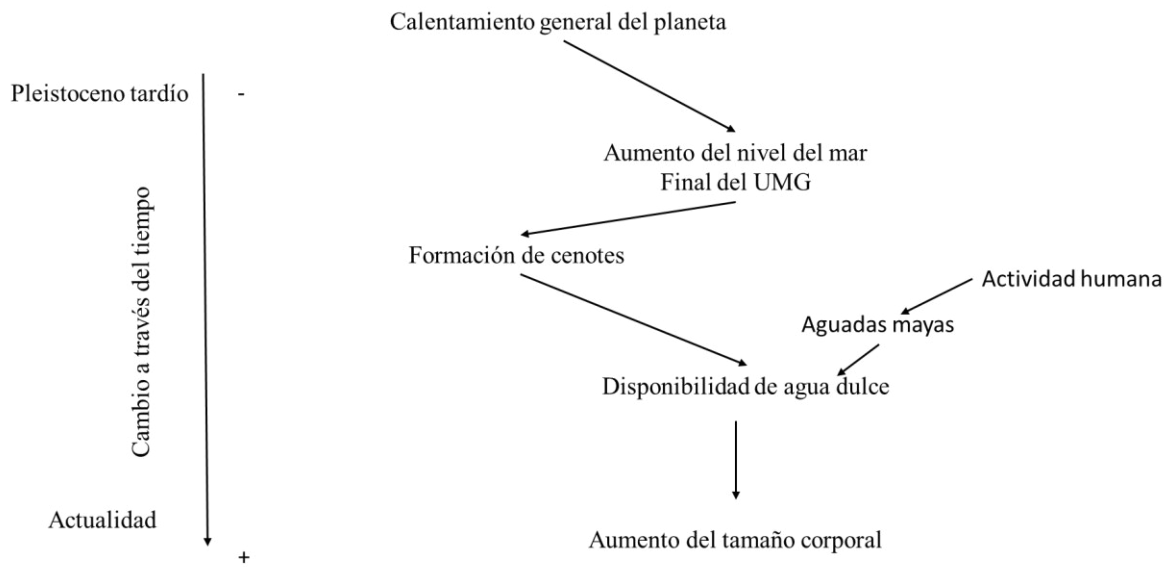 Calentamiento general del planeta
Pleistoceno tardío
-
Aumento del nivel del mar
Final del UMG
Cambio a través del tiempo
Formación de cenotes
Actividad humana
Aguadas mayas
Disponibilidad de agua dulce
Actualidad
Aumento del tamaño corporal
+